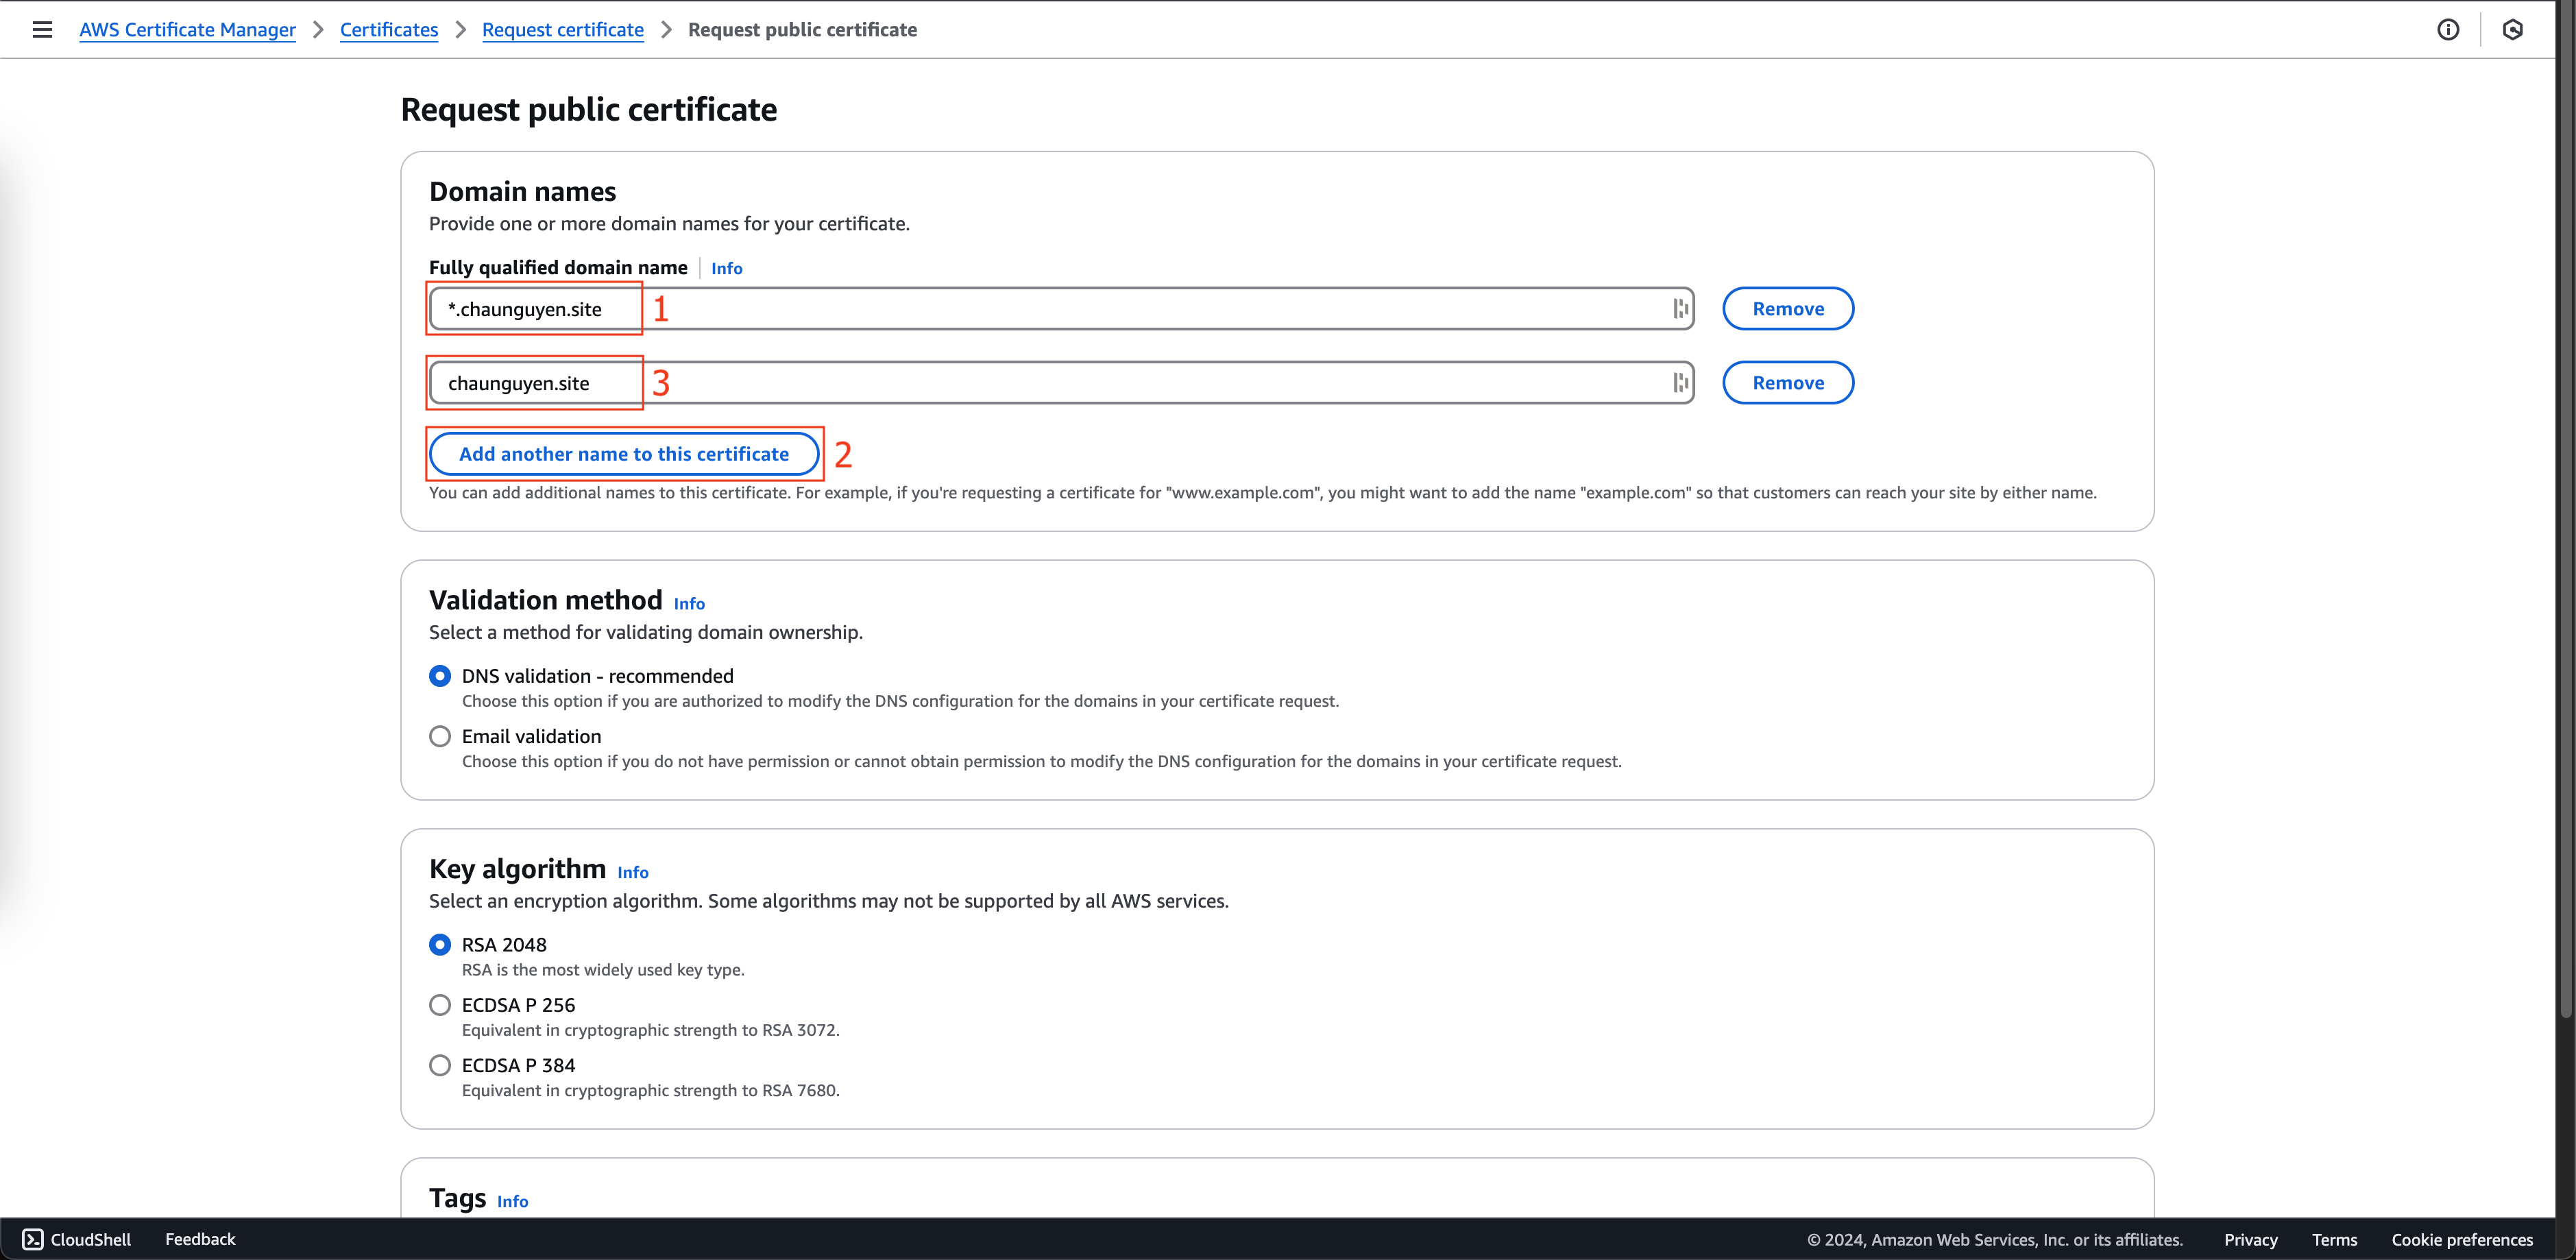 AWS Certificate Manager > Certificates > Request certificate > Request public certificate
Request public certificate
Domain names
Provide one or more domain names for your certificate.
Fully qualified domain name Info
*.chaunguyen.site 1 Remove
chaunguyen.site 3 Remove
Add another name to this certificate 2
You can add additional names to this certificate. For example, if you're requesting a certificate for "www.example.com", you might want to add the name "example.com" so that customers can reach your site by either name.
Validation method Info
Select a method for validating domain ownership.
DNS validation - recommended
Choose this option if you are authorized to modify the DNS configuration for the domains in your certificate request.
Email validation
Choose this option if you do not have permission or cannot obtain permission to modify the DNS configuration for the domains in your certificate request.
Key algorithm Info
Select an encryption algorithm. Some algorithms may not be supported by all AWS services.
RSA 2048
RSA is the most widely used key type.
ECDSA P 256
Equivalent in cryptographic strength to RSA 3072.
ECDSA P 384
Equivalent in cryptographic strength to RSA 7680.
Tags Info
CloudShell Feedback © 2024, Amazon Web Services, Inc. or its affiliates. Privacy Terms Cookie preferences